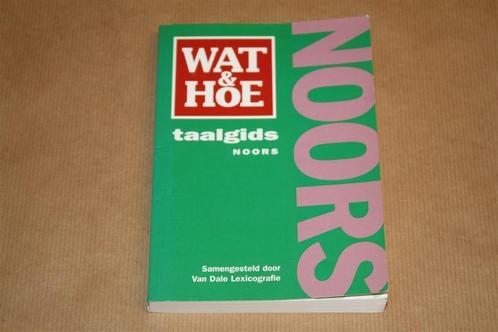 WAT
&
HOE
taalgids
NOORS
NOORS
Samengesteld door
Van Dale Lexicografie